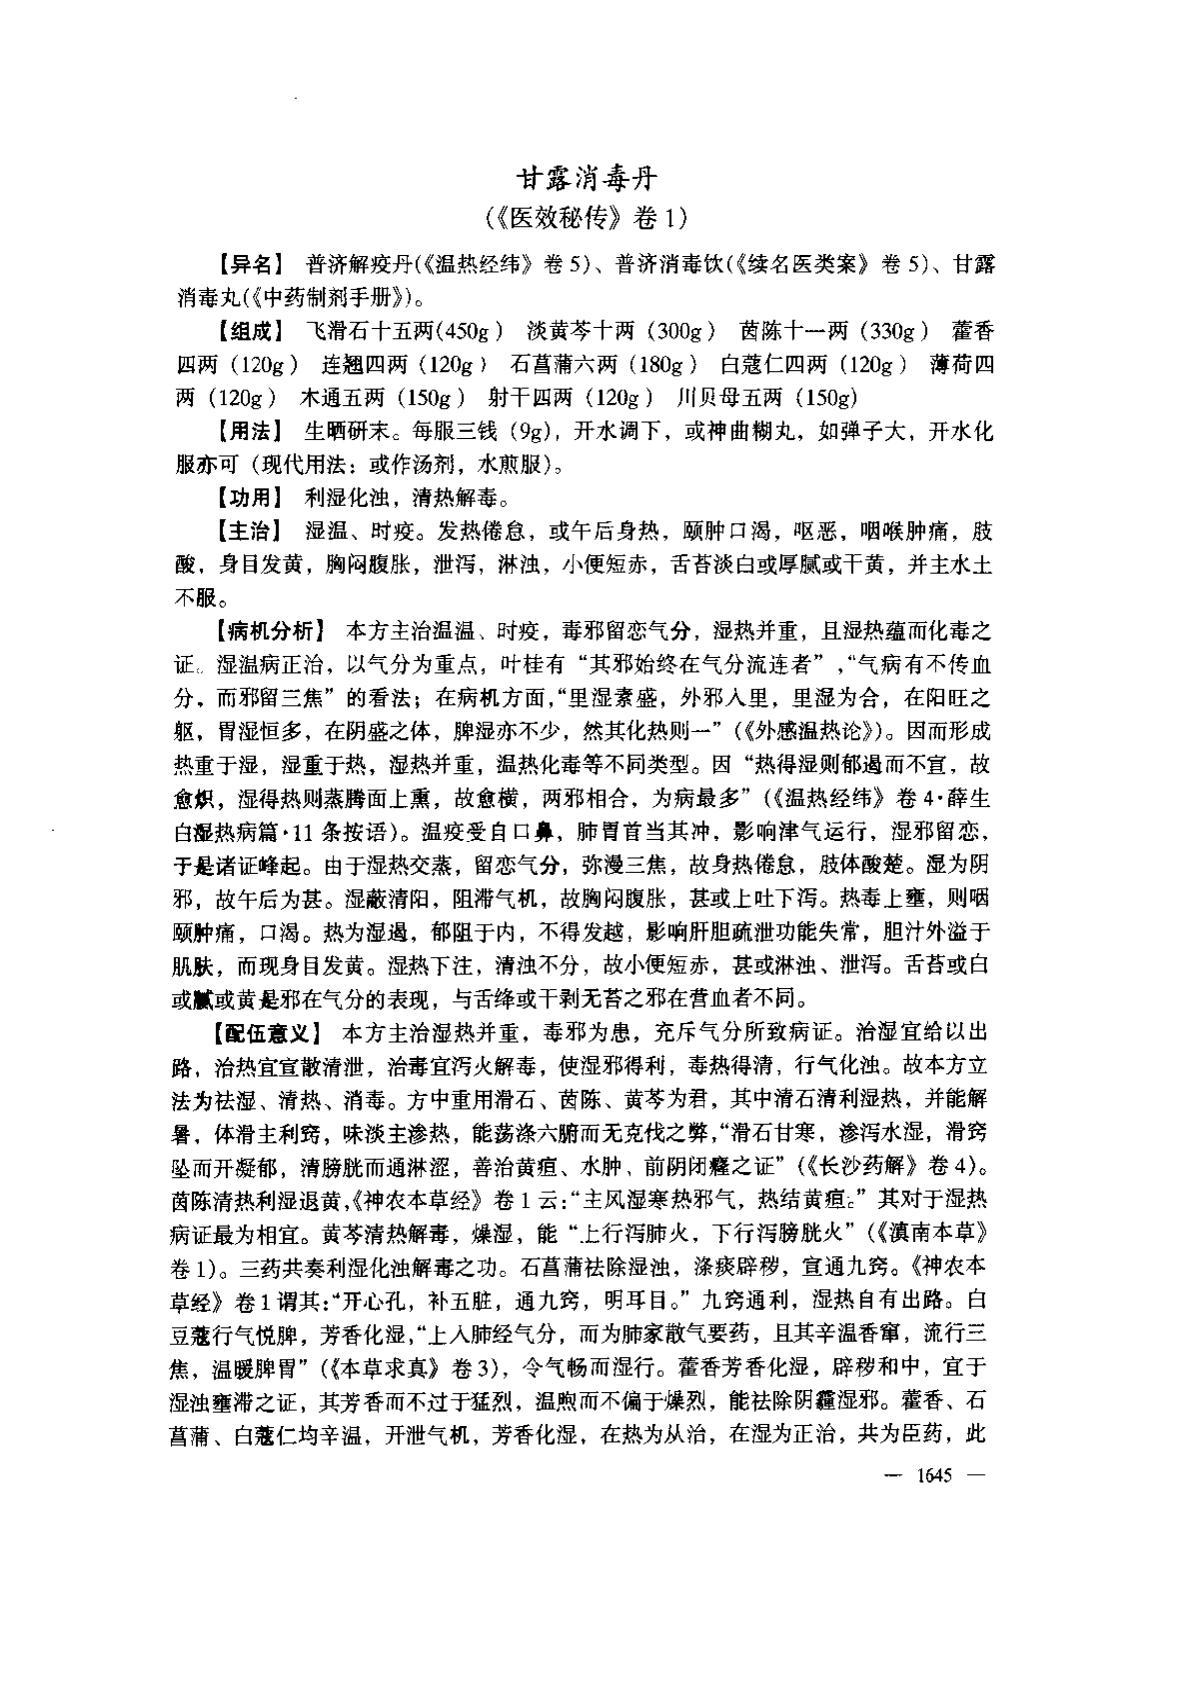 甘露消毒丹
(《医效秘传》卷1)
【异名】 普济解疫丹(《温热经纬》卷5)、普济消毒饮(《续名医类案》卷5)、甘露
消毒丸(《中药制剂手册》)。
【组成】 飞滑石十五两(450g) 淡黄芩十两(300g) 茵陈十一两(330g) 藿香
四两(120g) 连翘四两(120g) 石菖蒲六两(180g) 白蔻仁四两(120g) 薄荷四
两(120g) 木通五两(150g) 射干四两(120g) 川贝母五两(150g)
【用法】 生晒研末。每服三钱(9g),开水调下,或神曲糊丸,如弹子大,开水化
服亦可(现代用法:或作汤剂,水煎服)。
【功用】 利湿化浊,清热解毒。
【主治】 湿温、时疫。发热倦怠,或午后身热,颐肿口渴,呕恶,咽喉肿痛,肢
酸,身目发黄,胸闷腹胀,泄泻,淋浊,小便短赤,舌苔淡白或厚腻或干黄,并主水土
不服。
【病机分析】 本方主治温温、时疫,毒邪留恋气分,湿热并重,且湿热蕴而化毒之
证。湿温病正治,以气分为重点,叶桂有“其邪始终在气分流连者”,“气病有不传血
分,而邪留三焦”的看法;在病机方面,“里湿素盛,外邪入里,里湿为合,在阳旺之
躯,胃湿恒多,在阴盛之体,脾湿亦不少,然其化热则一”(《外感温热论》)。因而形成
热重于湿,湿重于热,湿热并重,温热化毒等不同类型。因“热得湿则郁遏而不宣,故
愈炽,湿得热则蒸腾面上熏,故愈横,两邪相合,为病最多”(《温热经纬》卷4·薛生
白湿热病篇·11条按语)。温疫受自口鼻,肺胃首当其冲,影响津气运行,湿邪留恋,
于是诸证峰起。由于湿热交蒸,留恋气分,弥漫三焦,故身热倦怠,肢体酸楚。湿为阴
邪,故午后为甚。湿蔽清阳,阻滞气机,故胸闷腹胀,甚或上吐下泻。热毒上壅,则咽
颐肿痛,口渴。热为湿遏,郁阻于内,不得发越,影响肝胆疏泄功能失常,胆汁外溢于
肌肤,而现身目发黄。湿热下注,清浊不分,故小便短赤,甚或淋浊、泄泻。舌苔或白
或腻或黄是邪在气分的表现,与舌绛或干剥无苔之邪在营血者不同。
【配伍意义】 本方主治湿热并重,毒邪为患,充斥气分所致病证。治湿宜给以出
路,治热宜宣散清泄,治毒宜泻火解毒,使湿邪得利,毒热得清,行气化浊。故本方立
法为祛湿、清热、消毒。方中重用滑石、茵陈、黄芩为君,其中清石清利湿热,并能解
暑,体滑主利窍,味淡主渗热,能荡涤六腑而无克伐之弊,“滑石甘寒,渗泻水湿,滑窍
坠而开凝郁,清膀胱而通淋涩,善治黄疸、水肿、前阴闭癃之证”(《长沙药解》卷4)。
茵陈清热利湿退黄,《神农本草经》卷1云:“主风湿寒热邪气,热结黄疸。”其对于湿热
病证最为相宜。黄芩清热解毒,燥湿,能“上行泻肺火,下行泻膀胱火”(《滇南本草》
卷1)。三药共奏利湿化浊解毒之功。石菖蒲祛除湿浊,涤痰辟秽,宣通九窍。《神农本
草经》卷1谓其:“开心孔,补五脏,通九窍,明耳目。”九窍通利,湿热自有出路。白
豆蔻行气悦脾,芳香化湿,“上入肺经气分,而为肺家散气要药,且其辛温香窜,流行三
焦,温暖脾胃”(《本草求真》卷3),令气畅而湿行。藿香芳香化湿,辟秽和中,宜于
湿浊壅滞之证,其芳香而不过于猛烈,温煦而不偏于燥烈,能祛除阴霾湿邪。藿香、石
菖蒲、白蔻仁均辛温,开泄气机,芳香化湿,在热为从治,在湿为正治,共为臣药,此
— 1645 —